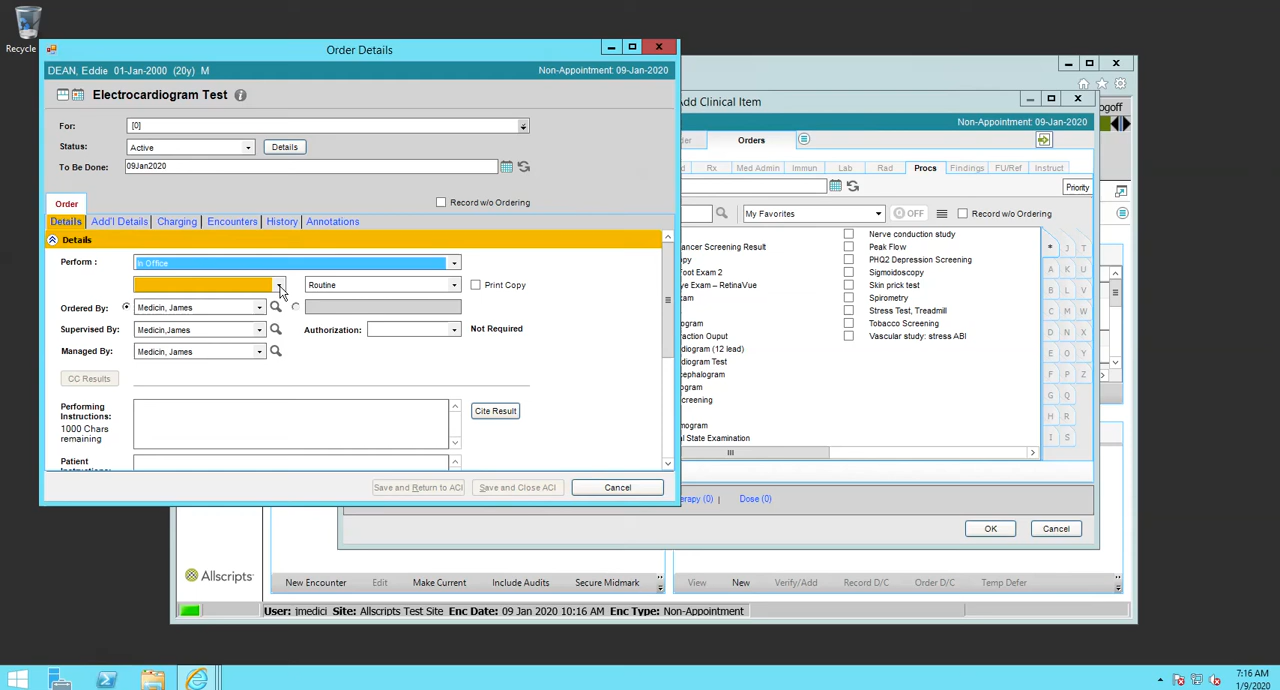 Recycle
Order Details
DEAN, Eddie 01-Jan-2000 (20y) M
Non-Appointment: 09-Jan-2020
Electrocardiogram Test
For:
[0]
Status:
Active
Details
To Be Done:
09Jan2020
Order
Record w/o Ordering
Details
Add'l Details
Charging
Encounters
History
Annotations
Details
Perform :
In Office
Routine
Print Copy
Ordered By:
Medicin, James
Supervised By:
Medicin,James
Authorization:
Not Required
Managed By:
Medicin, James
CC Results
Performing
Instructions:
1000 Chars
remaining
Cite Result
Patient
Save and Return to ACI
Save and Close ACI
Cancel
Add Clinical Item
Non-Appointment: 09-Jan-2020
ogoff
der
Orders
d
Rx
Med Admin
Immun
Lab
Rad
Procs
Findings
FU/Ref
Instruct
Priority
My Favorites
OFF
Record w/o Ordering
ancer Screening Result
opy
Foot Exam 2
ye Exam – RetinaVue
am
ogram
raction Ouput
diogram (12 lead)
diogram Test
cephalogram
ogram
creening
mogram
al State Examination
Nerve conduction study
Peak Flow
PHQ2 Depression Screening
Sigmoidoscopy
Skin prick test
Spirometry
Stress Test, Treadmill
Tobacco Screening
Vascular study: stress ABI
* J T
A K U
B L V
C M W
D N X
E O Y
F P Z
G Q
H R
I S
erapy (0) |
Dose (0)
OK
Cancel
Allscripts
New Encounter
Edit
Make Current
Include Audits
Secure Midmark
View
New
Verify/Add
Record D/C
Order D/C
Temp Defer
User: jmedici Site: Allscripts Test Site Enc Date: 09 Jan 2020 10:16 AM Enc Type: Non-Appointment
7:16 AM
1/9/2020